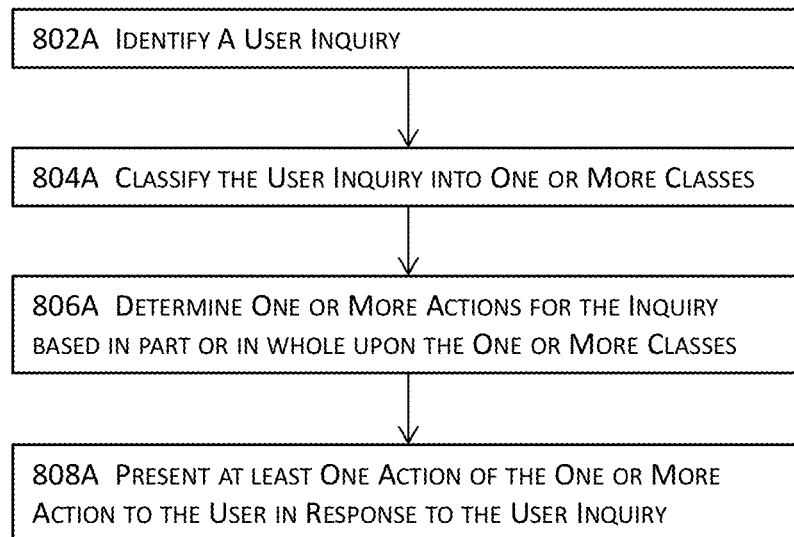 802A IDENTIFY A USER INQUIRY
804A CLASSIFY THE USER INQUIRY INTO ONE OR MORE CLASSES
806A DETERMINE ONE OR MORE ACTIONS FOR THE INQUIRY
BASED IN PART OR IN WHOLE UPON THE ONE OR MORE CLASSES
808A PRESENT AT LEAST ONE ACTION OF THE ONE OR MORE
ACTION TO THE USER IN RESPONSE TO THE USER INQUIRY